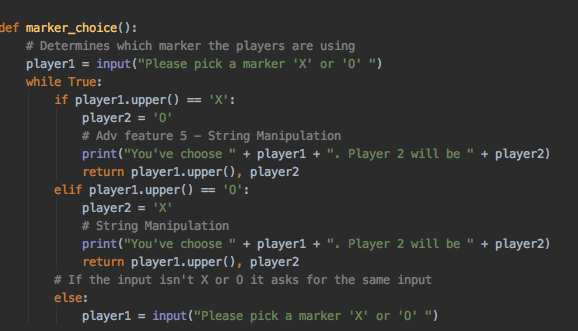 def marker_choice():
# Determines which marker the players are using
player1 = input("Please pick a marker 'X' or 'O' ")
while True:
if player1.upper() == 'X':
player2 = 'O'
# Adv feature 5 – String Manipulation
print("You've choose " + player1 + ". Player 2 will be " + player2)
return player1.upper(), player2
elif player1.upper() == 'O':
player2 = 'X'
# String Manipulation
print("You've choose " + player1 + ". Player 2 will be " + player2)
return player1.upper(), player2
# If the input isn't X or O it asks for the same input
else:
player1 = input("Please pick a marker 'X' or 'O' ")